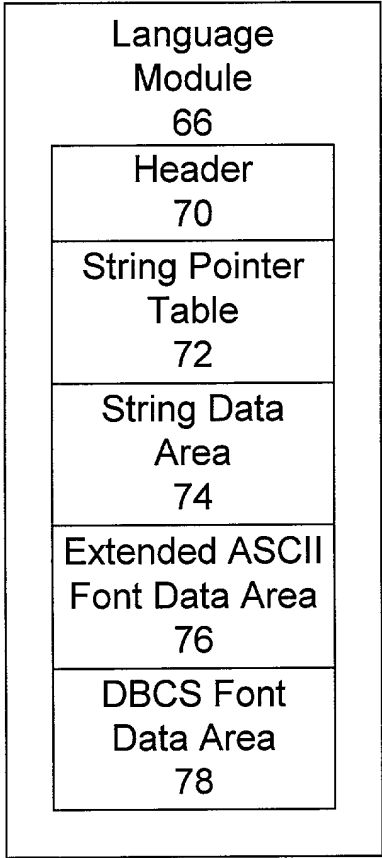 Language
Module
66
Header
70
String Pointer
Table
72
String Data
Area
74
Extended ASCII
Font Data Area
76
DBCS Font
Data Area
78